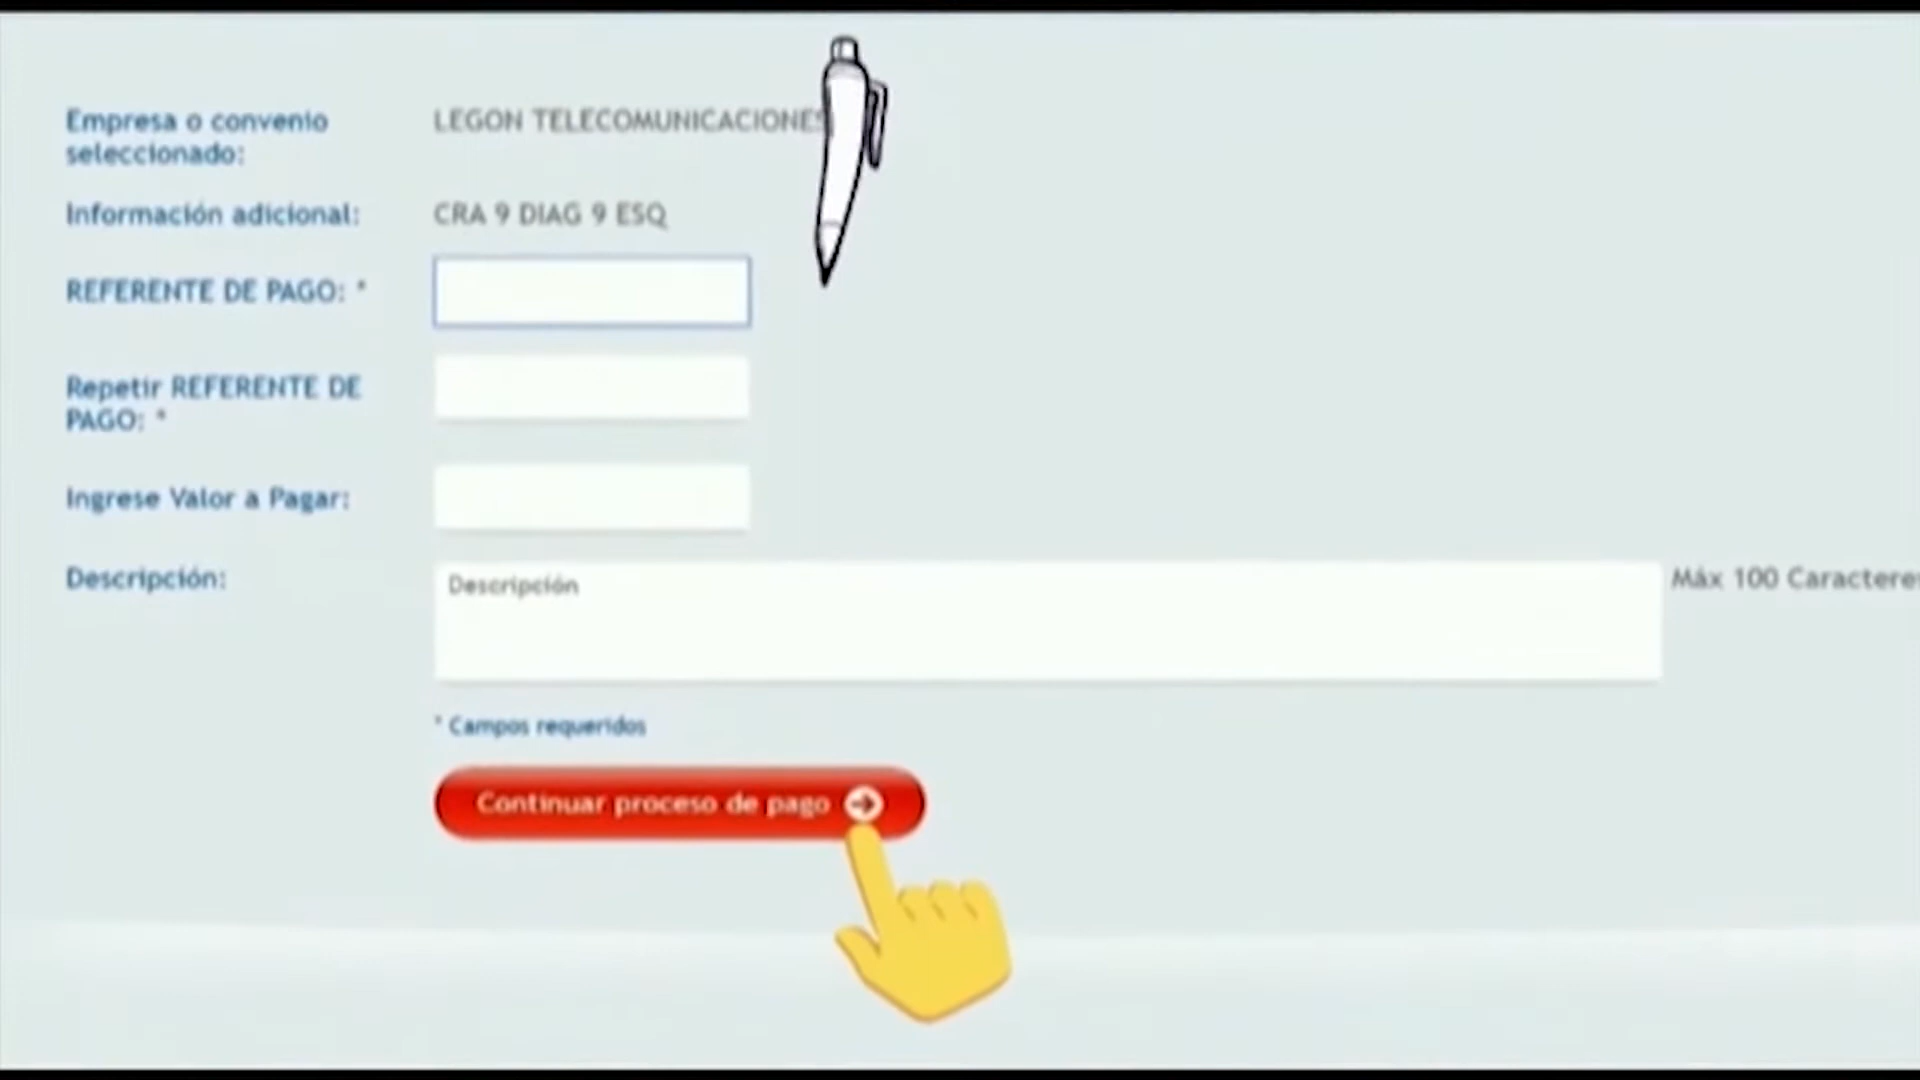 Empresa o convenio
seleccionado:
LEGON TELECOMUNICACIONES
Información adicional:
CRA 9 DIAG 9 ESQ
REFERENTE DE PAGO: *
Repetir REFERENTE DE
PAGO: *
Ingrese Valor a Pagar:
Descripción:
Descripción
Máx 100 Caracteres
* Campos requeridos
Continuar proceso de pago